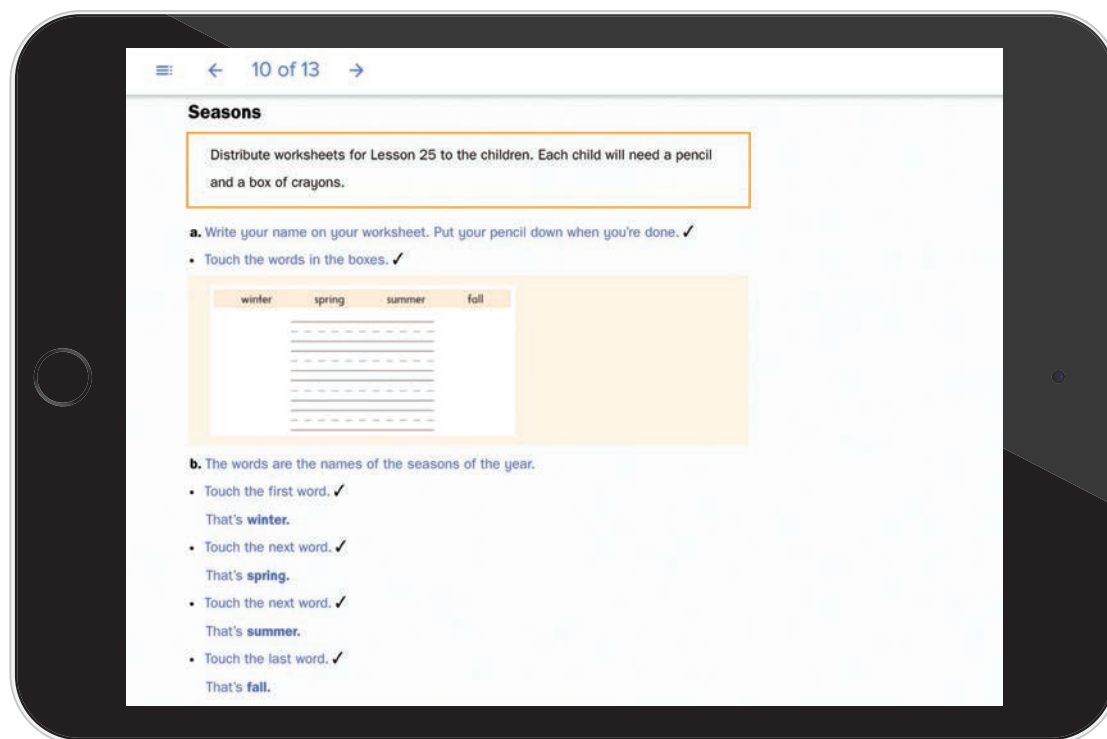 10 of 13
Seasons
Distribute worksheets for Lesson 25 to the children. Each child will need a pencil
and a box of crayons.
a. Write your name on your worksheet. Put your pencil down when you're done. ✓
• Touch the words in the boxes. ✓
winter spring summer fall
b. The words are the names of the seasons of the year.
• Touch the first word. ✓
That's winter.
• Touch the next word. ✓
That's spring.
• Touch the next word. ✓
That's summer.
• Touch the last word. ✓
That's fall.